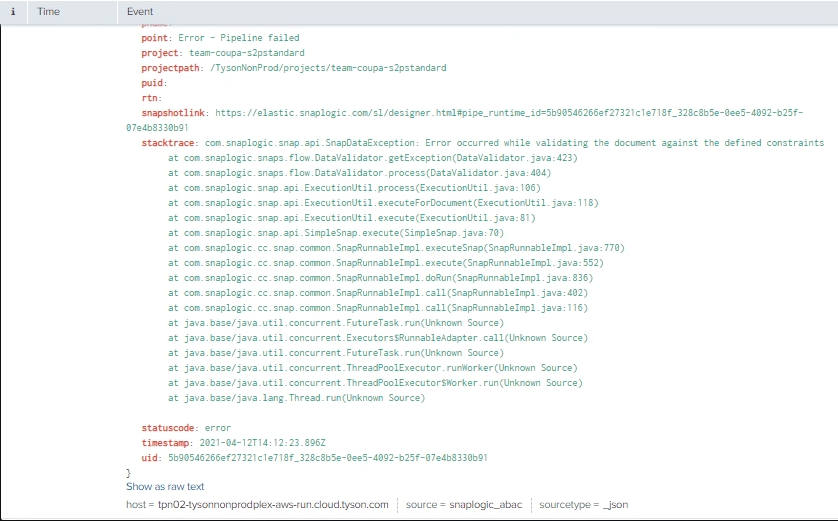 i Time Event
point: Error - Pipeline failed
project: team-coupa-s2pstandard
projectpath: /TysonNonProd/projects/team-coupa-s2pstandard
puid:
rtn:
snapshotlink: https://elastic.snaplogic.com/sl/designer.html#pipe_runtime_id=5b90546266ef27321c1e718f_328c8b5e-0ee5-4092-b25f-
07e4b8330b91
stacktrace: com.snaplogic.snap.api.SnapDataException: Error occurred while validating the document against the defined constraints
at com.snaplogic.snaps.flow.DataValidator.getException(DataValidator.java:423)
at com.snaplogic.snaps.flow.DataValidator.process(DataValidator.java:404)
at com.snaplogic.snap.api.ExecutionUtil.process(ExecutionUtil.java:106)
at com.snaplogic.snap.api.ExecutionUtil.executeForDocument(ExecutionUtil.java:118)
at com.snaplogic.snap.api.ExecutionUtil.execute(ExecutionUtil.java:81)
at com.snaplogic.snap.api.SimpleSnap.execute(SimpleSnap.java:70)
at com.snaplogic.cc.snap.common.SnapRunnableImpl.executeSnap(SnapRunnableImpl.java:770)
at com.snaplogic.cc.snap.common.SnapRunnableImpl.execute(SnapRunnableImpl.java:552)
at com.snaplogic.cc.snap.common.SnapRunnableImpl.doRun(SnapRunnableImpl.java:836)
at com.snaplogic.cc.snap.common.SnapRunnableImpl.call(SnapRunnableImpl.java:402)
at com.snaplogic.cc.snap.common.SnapRunnableImpl.call(SnapRunnableImpl.java:116)
at java.base/java.util.concurrent.FutureTask.run(Unknown Source)
at java.base/java.util.concurrent.Executors$RunnableAdapter.call(Unknown Source)
at java.base/java.util.concurrent.FutureTask.run(Unknown Source)
at java.base/java.util.concurrent.ThreadPoolExecutor.runWorker(Unknown Source)
at java.base/java.util.concurrent.ThreadPoolExecutor$Worker.run(Unknown Source)
at java.base/java.lang.Thread.run(Unknown Source)
statuscode: error
timestamp: 2021-04-12T14:12:23.896Z
uid: 5b90546266ef27321c1e718f_328c8b5e-0ee5-4092-b25f-07e4b8330b91
}
Show as raw text
host = tpn02-tysonnonprodplex-aws-run.cloud.tyson.com source = snaplogic_abac sourcetype = _json